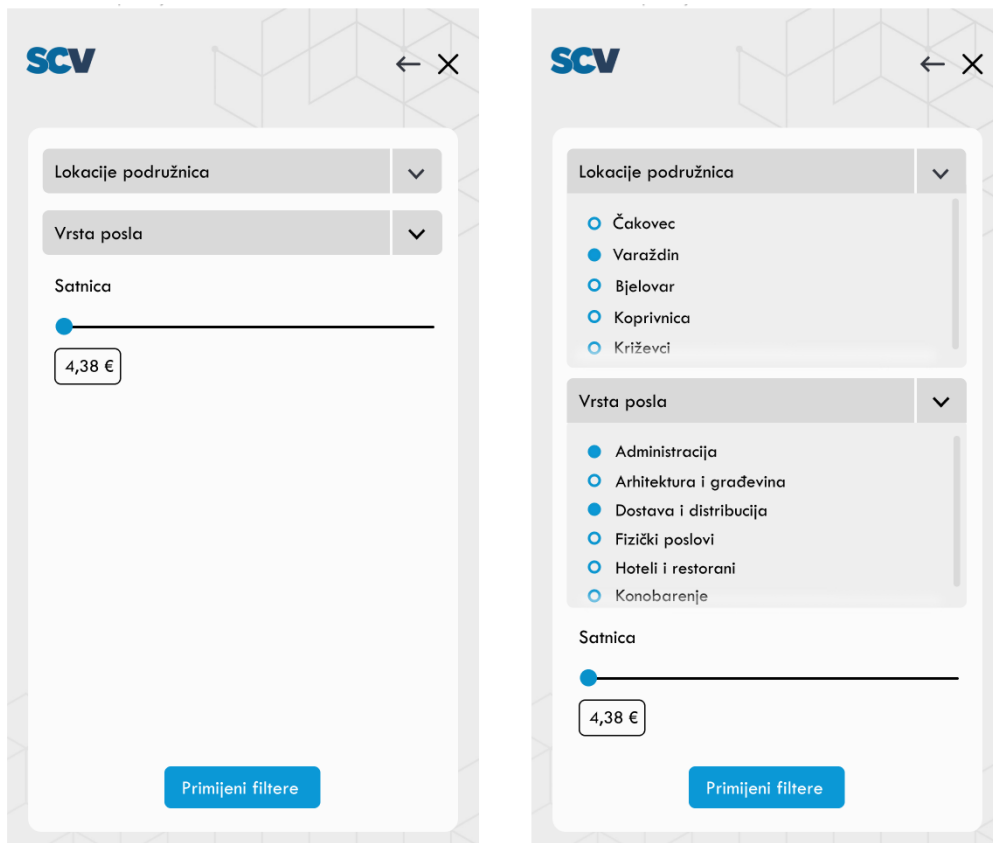 SCV
Lokacije podružnica
Vrsta posla
Satnica
4,38 €
Primijeni filtere
SCV
Lokacije podružnica
Čakovec
Varaždin
Bjelovar
Koprivnica
Križevci
Vrsta posla
Administracija
Arhitektura i građevina
Dostava i distribucija
Fizički poslovi
Hoteli i restorani
Konobarenje
Satnica
4,38 €
Primijeni filtere